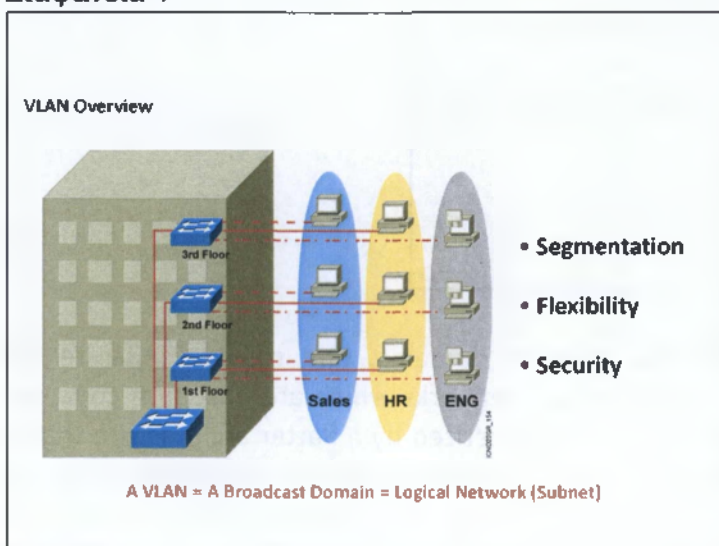 VLAN Overview
3rd Floor
2nd Floor
1st Floor
Sales HR ENG
• Segmentation
• Flexibility
• Security
A VLAN = A Broadcast Domain = Logical Network (Subnet)